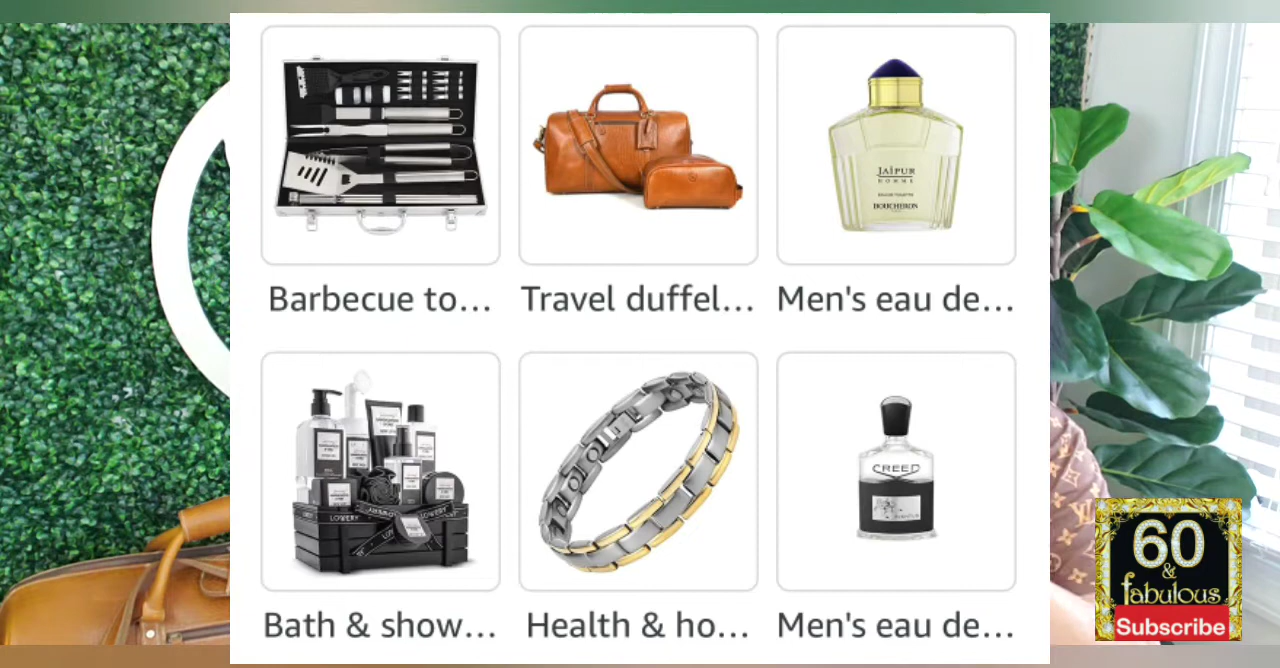 JAÏPUR
HOMME
BOUCHERON
Barbecue to...
Travel duffel...
Men's eau de...
LOWERY
CREED
Bath & show...
Health & ho...
Men's eau de...
60
&
fabulous
Subscribe